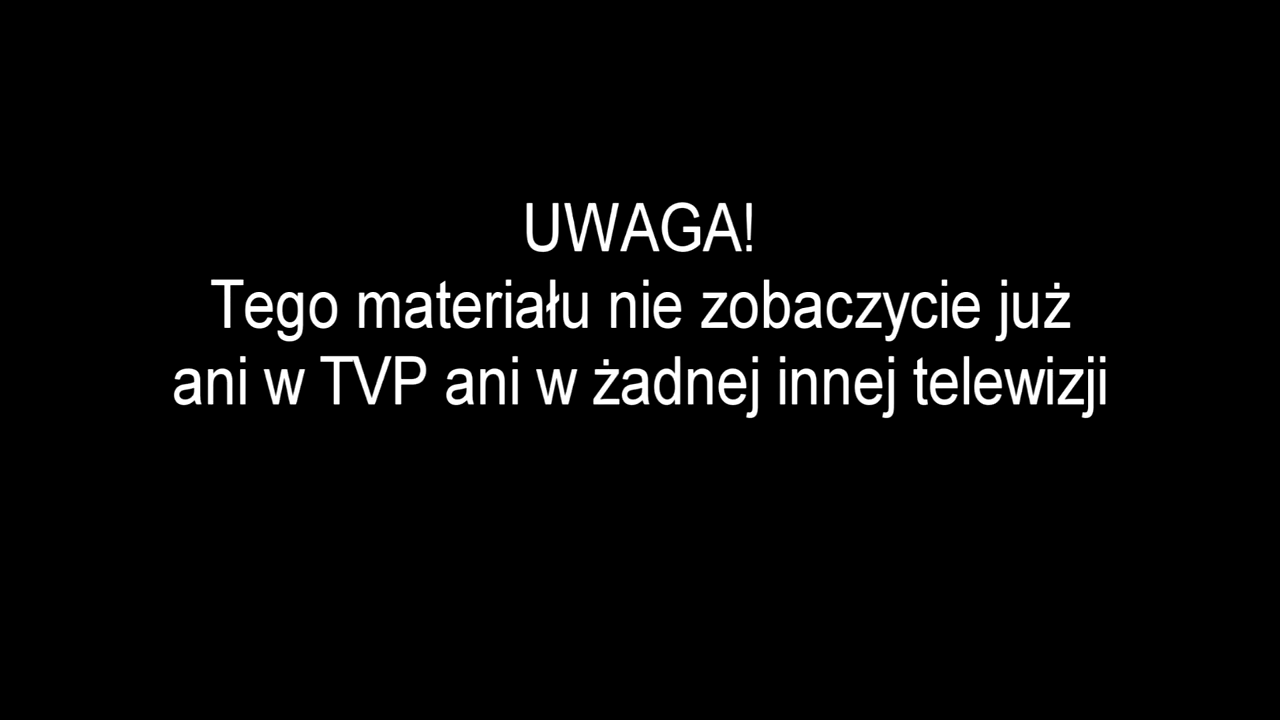 UWAGA!
Tego materiału nie zobaczycie już
ani w TVP ani w żadnej innej telewizji